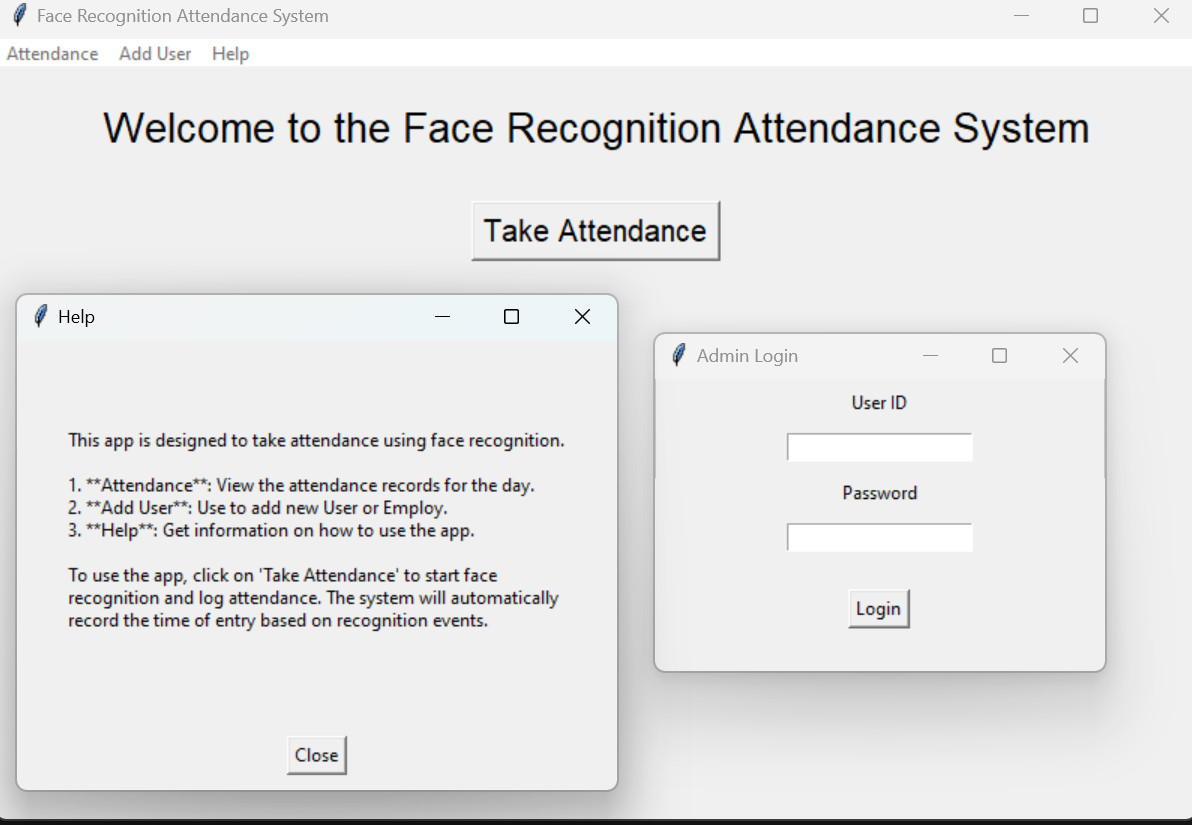 Face Recognition Attendance System
Attendance Add User Help
Welcome to the Face Recognition Attendance System
Take Attendance
Help
This app is designed to take attendance using face recognition.
1. **Attendance**: View the attendance records for the day.
2. **Add User**: Use to add new User or Employ.
3. **Help**: Get information on how to use the app.
To use the app, click on 'Take Attendance' to start face
recognition and log attendance. The system will automatically
record the time of entry based on recognition events.
Close
Admin Login
User ID
Password
Login